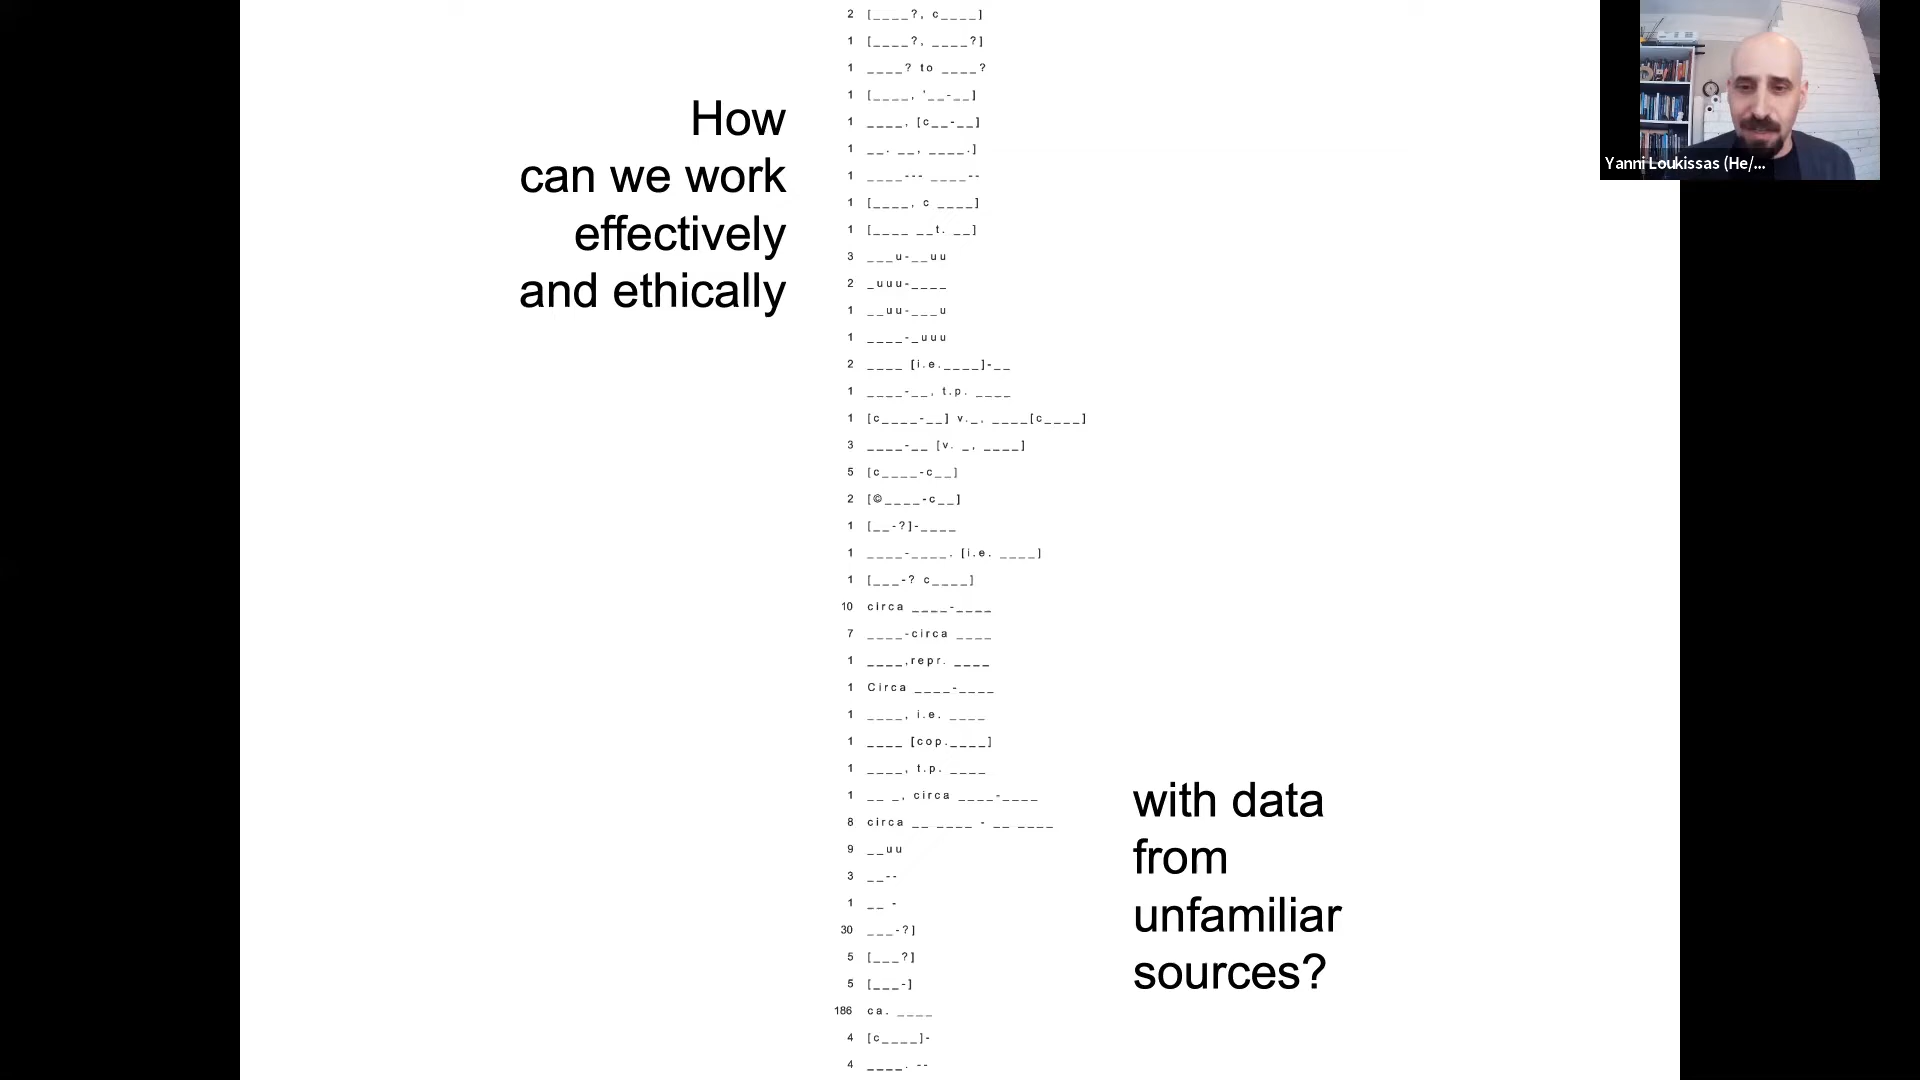 How
can we work
effectively
and ethically
2 [____?, c____]
1 [____?, ____?]
1 ____? to ____?
1 [____, '__-__]
1 ____, [c__-__]
1 __. __, ____.]
1 ____--- ____--
1 [____, c ____]
1 [____ __t. __]
3 ___u-__uu
2 _uuu-____
1 __uu-___u
1 ____-_uuu
2 ____ [i.e.____]-__
1 ____-__, t.p. ____
1 [c____-__] v._, ____[c____]
3 ____-__ [v. _, ____]
5 [c____-c__]
2 [©____-c__]
1 [__-?]-____
1 ____-____. [i.e. ____]
1 [___-? c____]
10 circa ____-____
7 ____-circa ____
1 ____,repr. ____
1 Circa ____-____
1 ____, i.e. ____
1 ____ [cop.____]
1 ____, t.p. ____
1 __ _, circa ____-____
8 circa __ ____ - __ ____
9 __uu
3 __--
1 __ -
30 ___-?]
5 [___?]
5 [___-]
186 ca. ____
4 [c____]-
4 ____. --
with data
from
unfamiliar
sources?
Yanni Loukissas (He/...